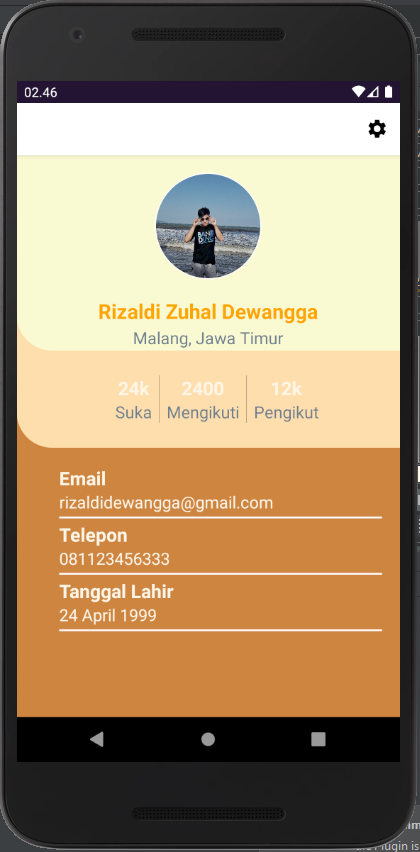 02.46
Rizaldi Zuhal Dewangga
Malang, Jawa Timur
24k 2400 12k
Suka Mengikuti Pengikut
Email
rizaldidewangga@gmail.com
Telepon
081123456333
Tanggal Lahir
24 April 1999